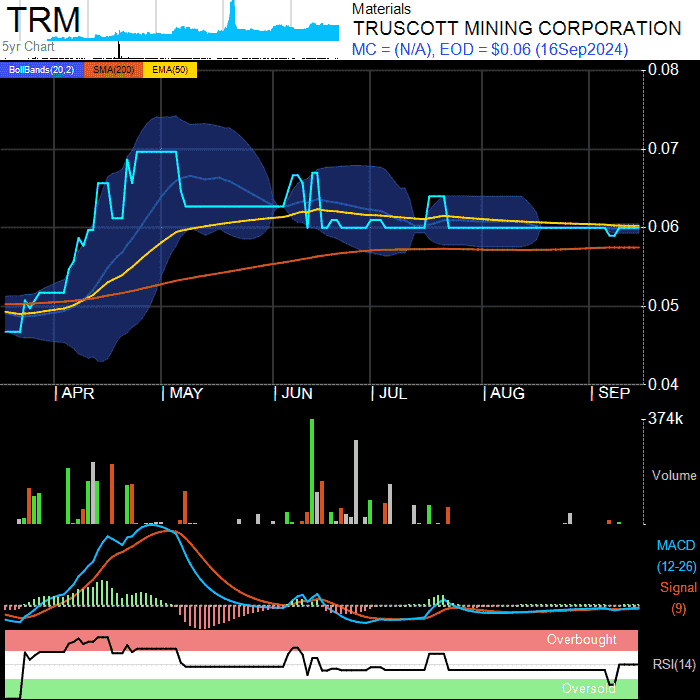 TRM
Materials
TRUSCOTT MINING CORPORATION
5yr Chart
MC = (N/A), EOD = $0.06 (16Sep2024)
BollBands(20,2) SMA(200) EMA(50)
0.08
0.07
0.06
0.05
0.04
| APR | MAY | JUN | JUL | AUG | SEP
374k
Volume
MACD
(12-26)
Signal
(9)
Overbought
RSI(14)
Oversold